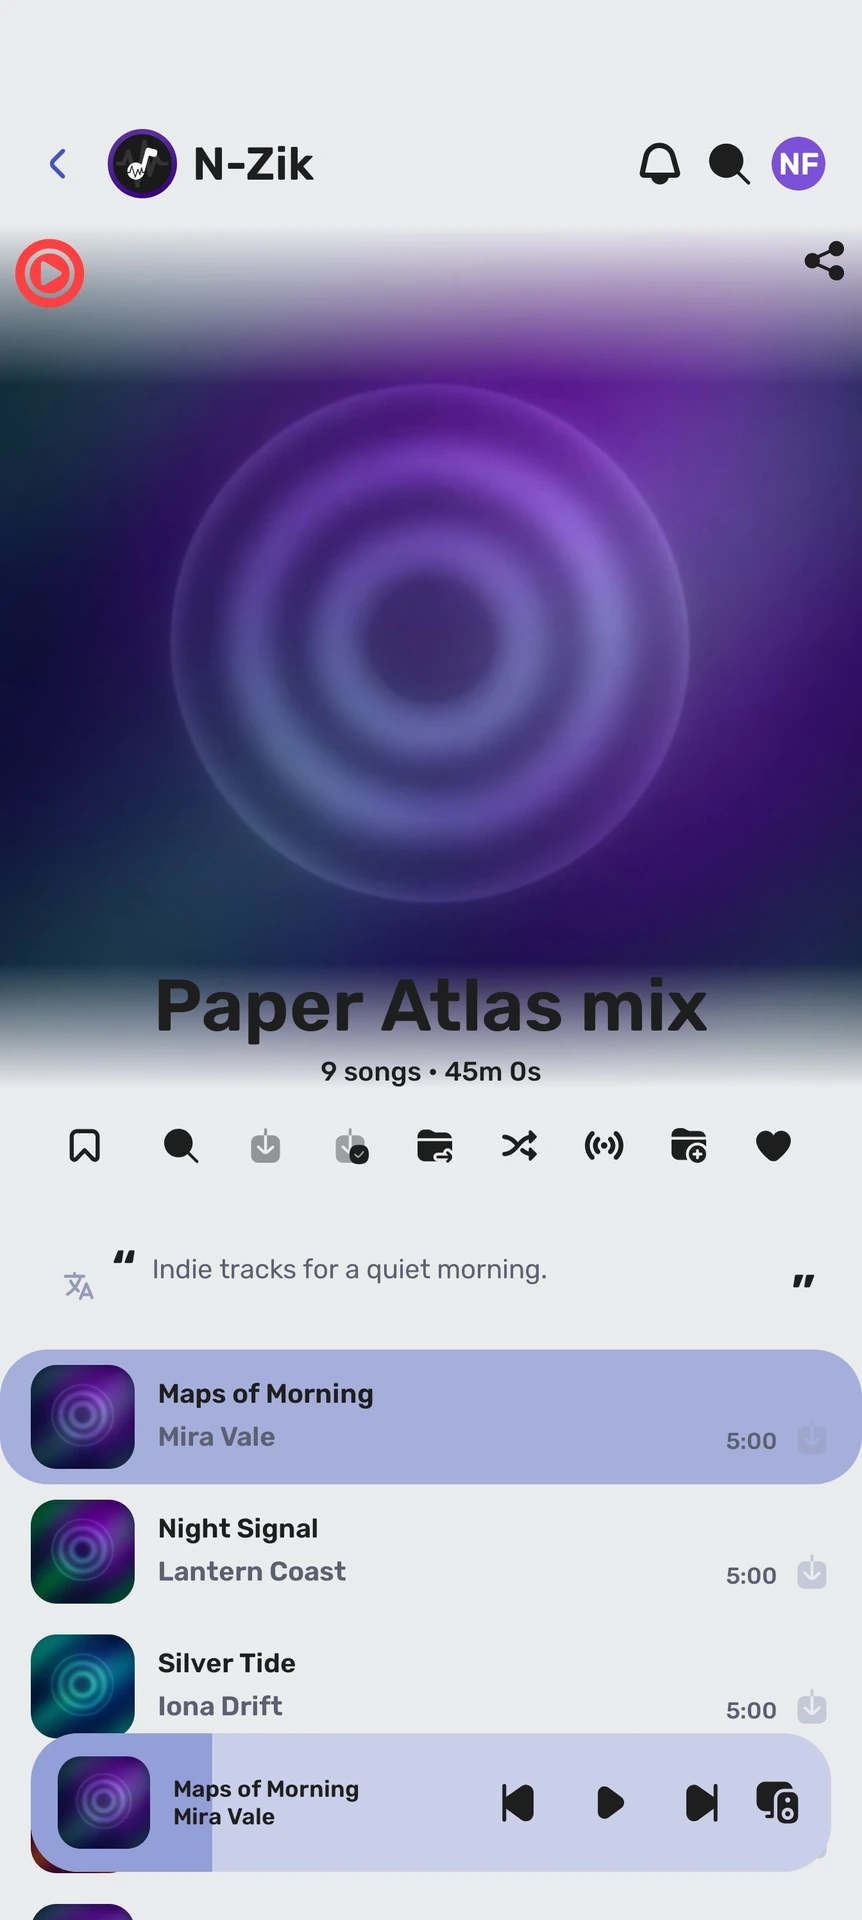 N-Zik
NF
Paper Atlas mix
9 songs • 45m 0s
“ Indie tracks for a quiet morning. ”
Maps of Morning
Mira Vale
5:00
Night Signal
Lantern Coast
5:00
Silver Tide
Iona Drift
5:00
Maps of Morning
Mira Vale